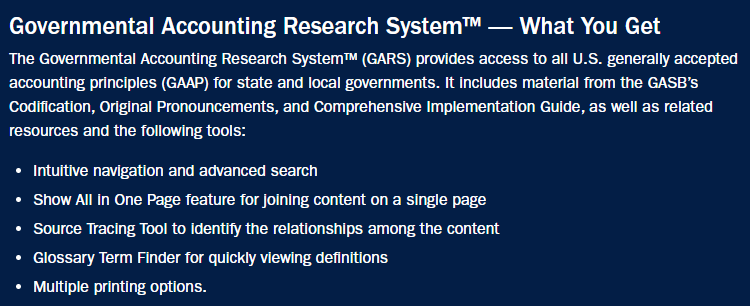 Governmental Accounting Research System™ — What You Get
The Governmental Accounting Research System™ (GARS) provides access to all U.S. generally accepted
accounting principles (GAAP) for state and local governments. It includes material from the GASB's
Codification, Original Pronouncements, and Comprehensive Implementation Guide, as well as related
resources and the following tools:
• Intuitive navigation and advanced search
• Show All in One Page feature for joining content on a single page
• Source Tracing Tool to identify the relationships among the content
• Glossary Term Finder for quickly viewing definitions
• Multiple printing options.